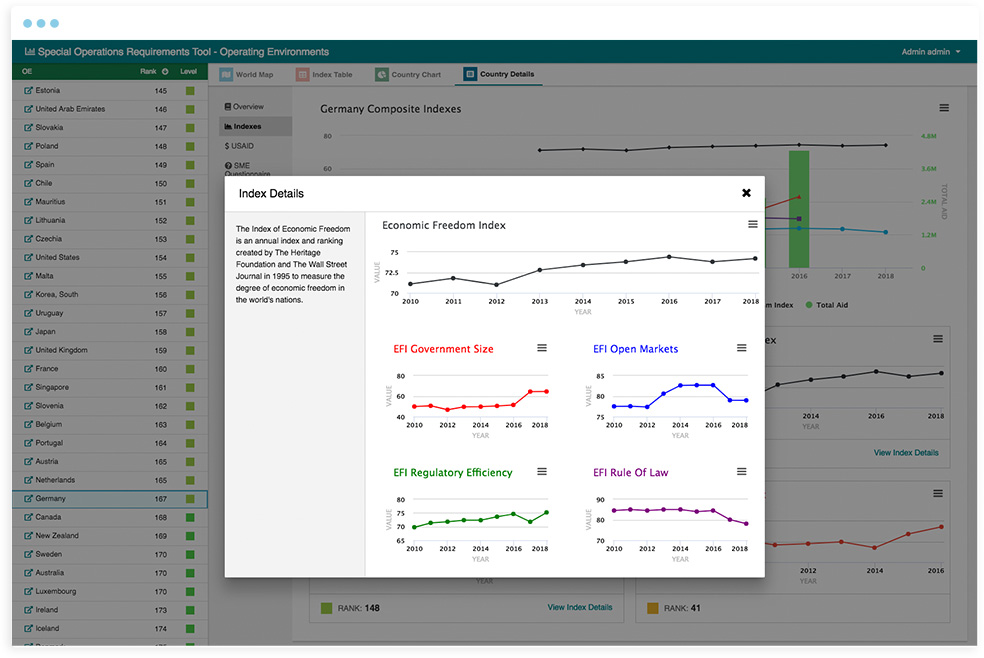 Special Operations Requirements Tool - Operating Environments
Admin admin
OE Rank Level
Estonia 145
United Arab Emirates 146
Slovakia 147
Poland 148
Spain 149
Chile 150
Mauritius 151
Lithuania 152
Czechia 153
United States 154
Malta 155
Korea, South 156
Uruguay 157
Japan 158
United Kingdom 159
France 160
Singapore 161
Slovenia 162
Belgium 163
Portugal 164
Austria 165
Netherlands 165
Germany 167
Canada 168
New Zealand 169
Sweden 170
Australia 170
Luxembourg 170
Ireland 173
Iceland 174
World Map Index Table Country Chart Country Details
Overview
Indexes
$ USAID
SME
Questionnaire
Germany Composite Indexes
80
60
4.8M
3.6M
2.4M
1.2M
0
TOTAL AID
2016 2017 2018
m Index Total Aid
Index Details
The Index of Economic Freedom
is an annual index and ranking
created by The Heritage
Foundation and The Wall Street
Journal in 1995 to measure the
degree of economic freedom in
the world's nations.
Economic Freedom Index
VALUE
75
72.5
70
2010 2011 2012 2013 2014 2015 2016 2017 2018
YEAR
EFI Government Size
VALUE
80
60
40
2010 2012 2014 2016 2018
YEAR
EFI Open Markets
VALUE
85
80
75
2010 2012 2014 2016 2018
YEAR
EFI Regulatory Efficiency
VALUE
80
75
70
65
2010 2012 2014 2016 2018
YEAR
EFI Rule Of Law
VALUE
90
80
70
2010 2012 2014 2016 2018
YEAR
ex
2014 2016 2018
YEAR
View Index Details
2012 2014 2016
YEAR
YEAR
RANK: 148
View Index Details
RANK: 41